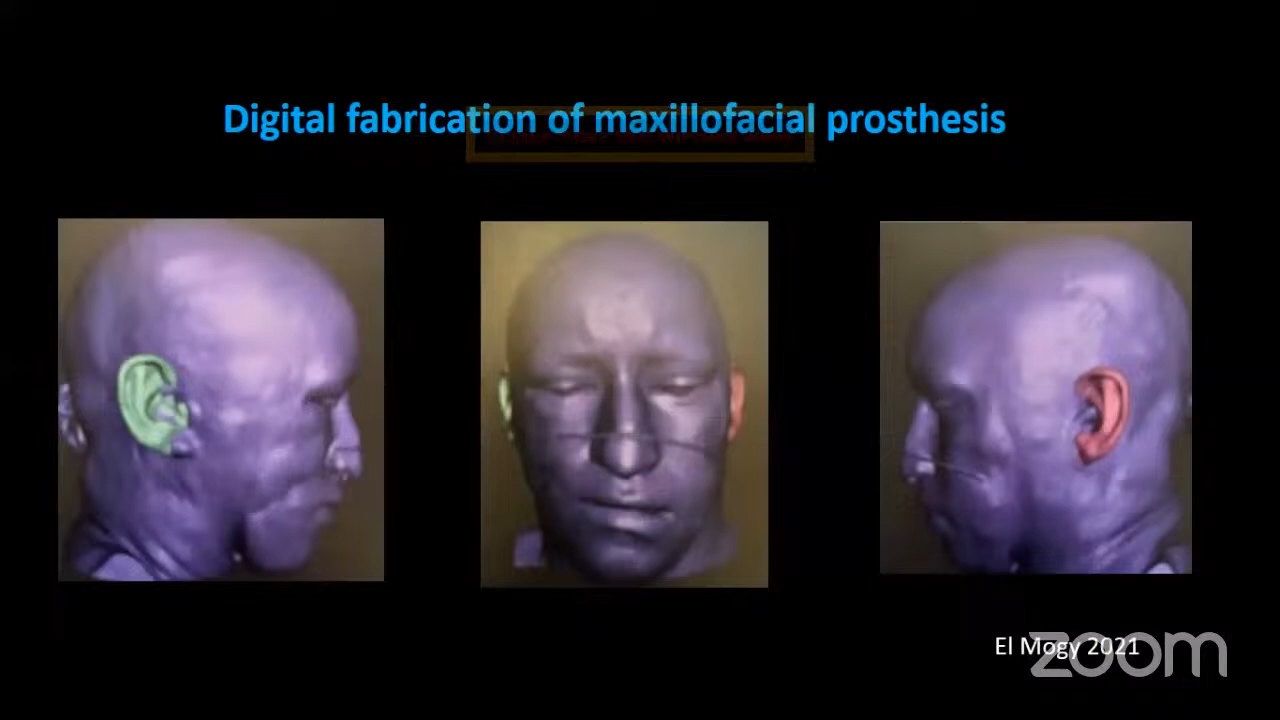 Digital fabrication of maxillofacial prosthesis
El Mogy 2021
zoom